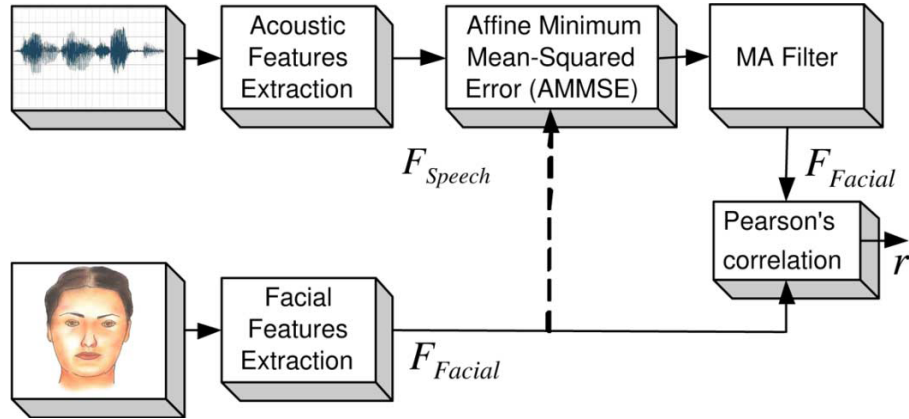 Acoustic
Features
Extraction
Affine Minimum
Mean-Squared
Error (AMMSE)
MA Filter
F_Speech
F_Facial
Pearson's
correlation
r
Facial
Features
Extraction
F_Facial